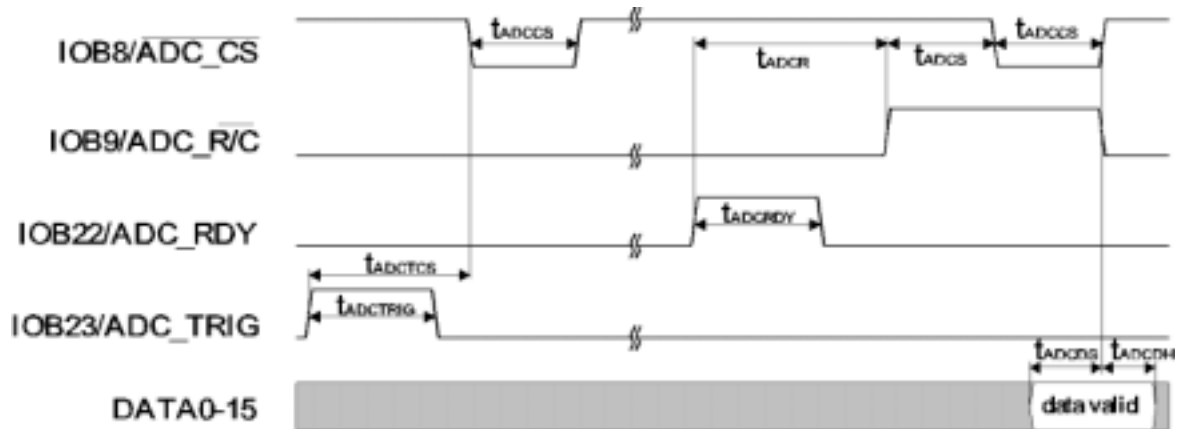 IOB8/ADC_CS
tADCCS
tADCCS
tADCR
tADCS
IOB9/ADC_R/C
IOB22/ADC_RDY
tADCRDY
tADCTCS
IOB23/ADC_TRIG
tADCTRIG
tADCDS
tADCDH
DATA0-15
data valid